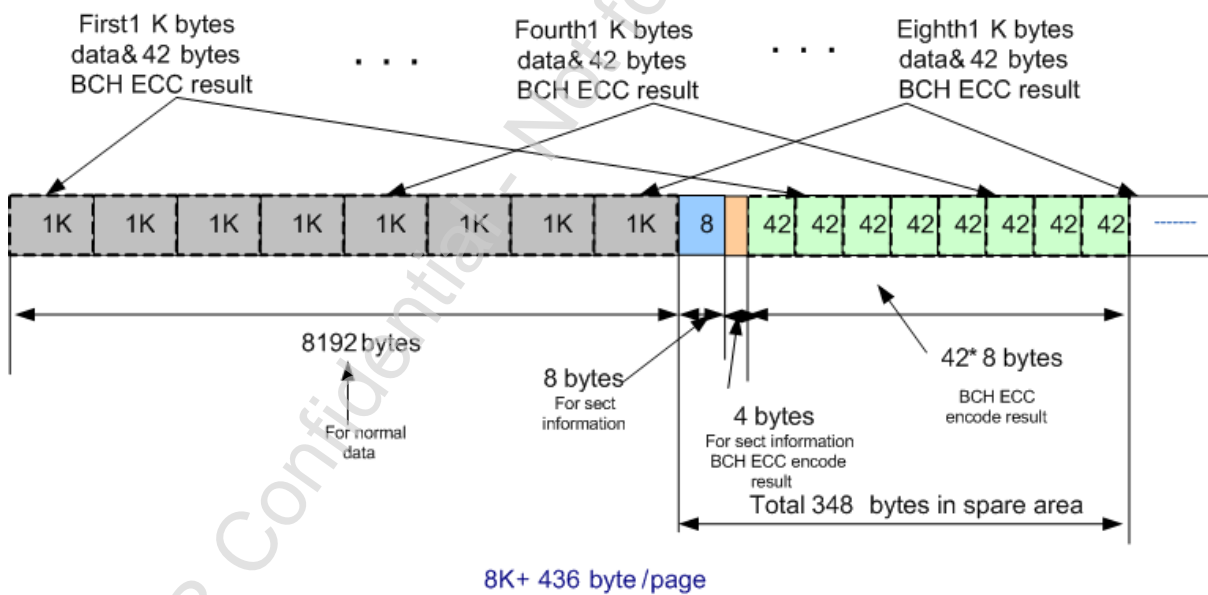 First1 K bytes
data& 42 bytes
BCH ECC result
. . .
Fourth1 K bytes
data& 42 bytes
BCH ECC result
. . .
Eighth1 K bytes
data& 42 bytes
BCH ECC result
1K 1K 1K 1K 1K 1K 1K 1K 8 42 42 42 42 42 42 42 42 -------
8192 bytes
For normal
data
8 bytes
For sect
information
4 bytes
For sect information
BCH ECC encode
result
42* 8 bytes
BCH ECC
encode result
Total 348 bytes in spare area
8K+ 436 byte /page
Confidential - Not fo